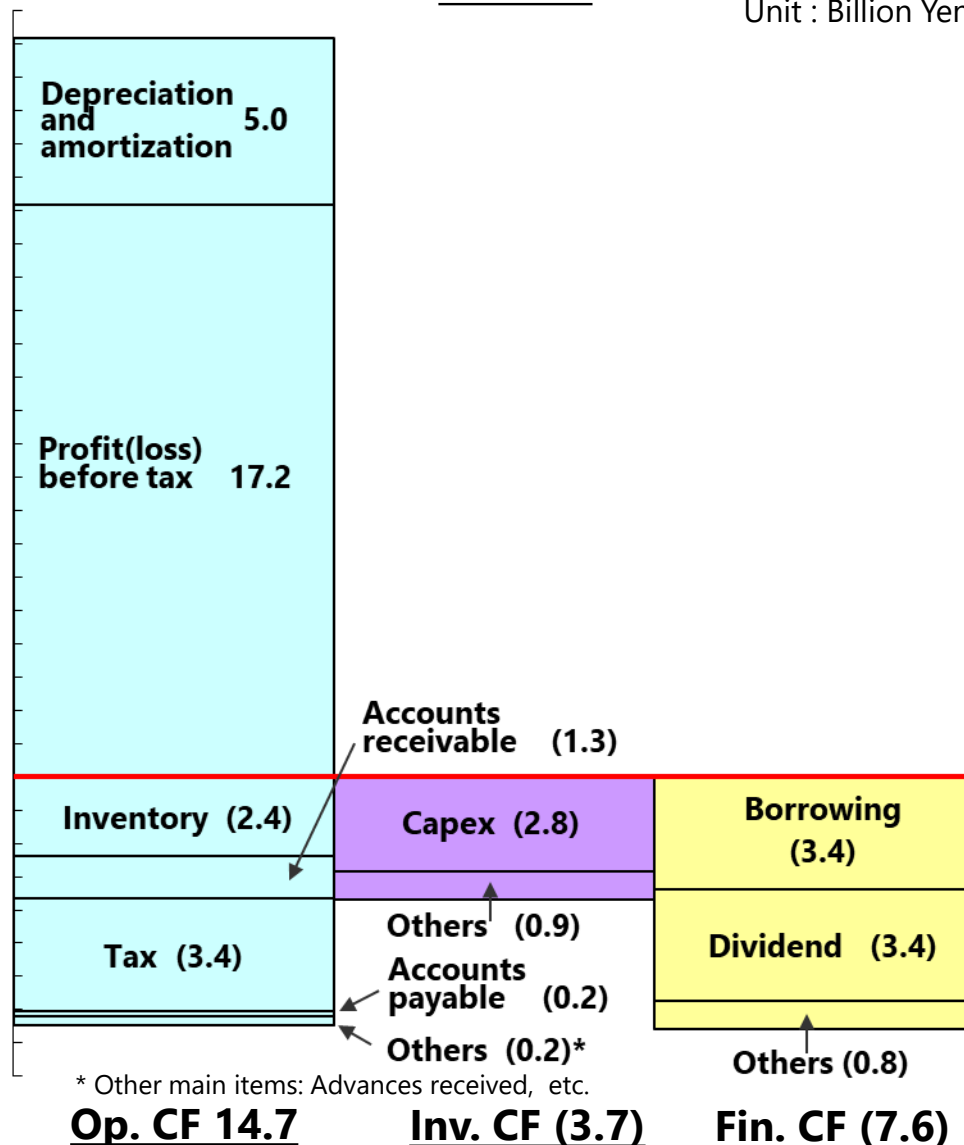 Unit : Billion Yen
Depreciation
and 5.0
amortization
Profit(loss)
before tax 17.2
Accounts
receivable (1.3)
Inventory (2.4)
Capex (2.8)
Borrowing
(3.4)
Others (0.9)
Tax (3.4)
Dividend (3.4)
Accounts
payable (0.2)
Others (0.2)*
Others (0.8)
* Other main items: Advances received, etc.
Op. CF 14.7
Inv. CF (3.7)
Fin. CF (7.6)